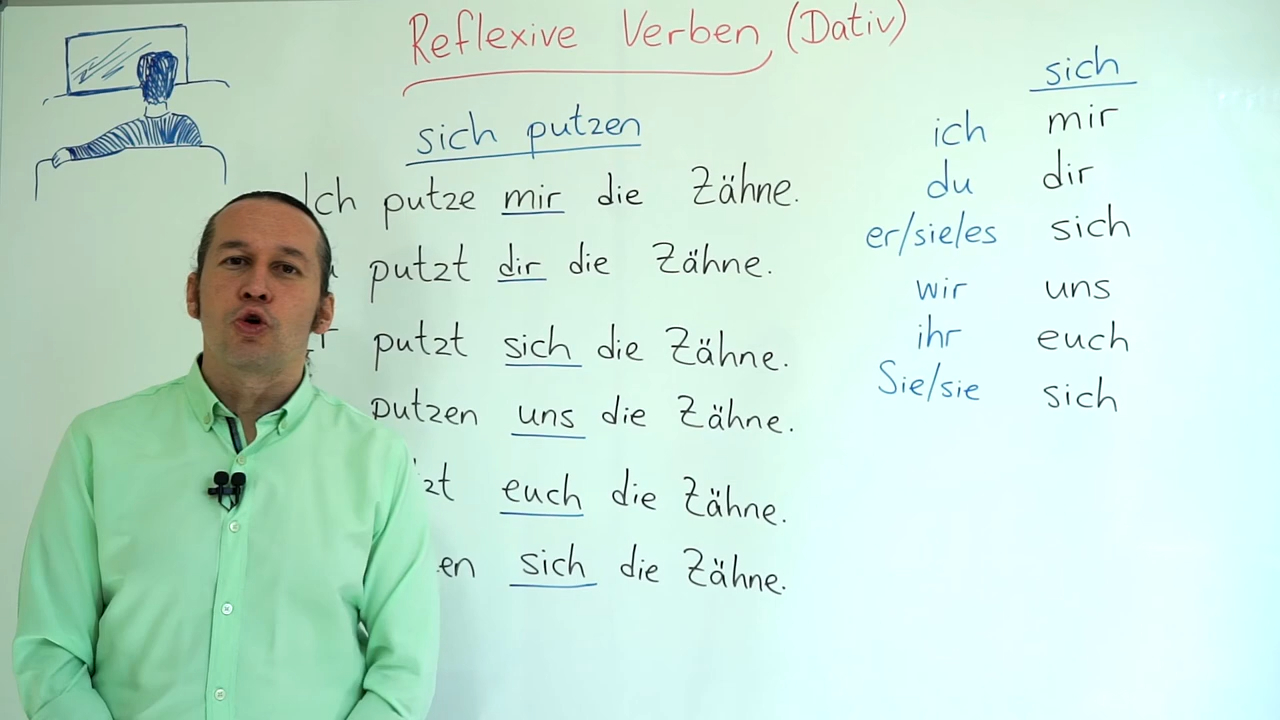 Reflexive Verben (Dativ)
sich putzen
Ich putze mir die Zähne.
putzt dir die Zähne.
putzt sich die Zähne.
putzen uns die Zähne.
euch die Zähne.
sich die Zähne.
sich
ich mir
du dir
er/sie/es sich
wir uns
ihr euch
Sie/sie sich